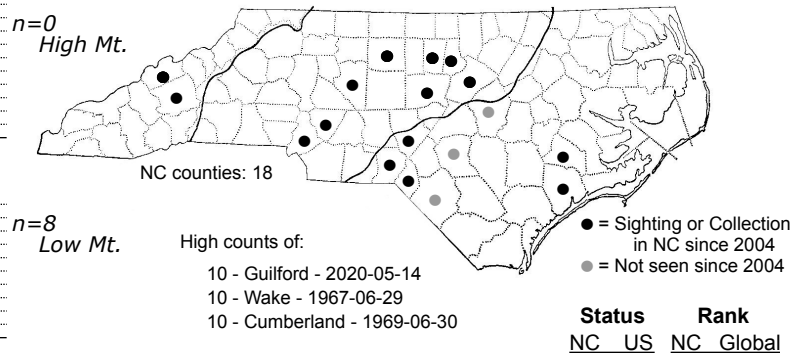 n=0
High Mt.
NC counties: 18
n=8
Low Mt.
High counts of:
10 - Guilford - 2020-05-14
10 - Wake - 1967-06-29
10 - Cumberland - 1969-06-30
= Sighting or Collection
in NC since 2004
= Not seen since 2004
Status Rank
NC US NC Global